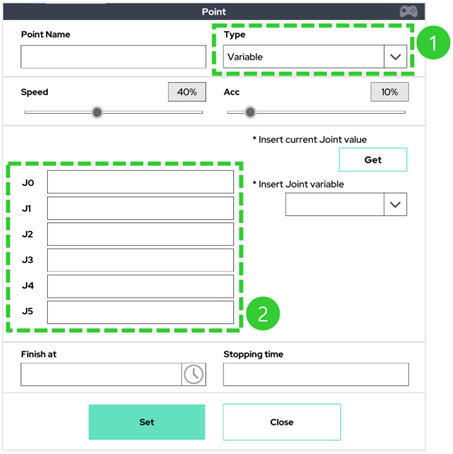 Point
Point Name
Type
Variable
1
Speed
40%
Acc
10%
* Insert current Joint value
Get
* Insert Joint variable
J0
J1
J2
J3
J4
J5
2
Finish at
Stopping time
Set
Close